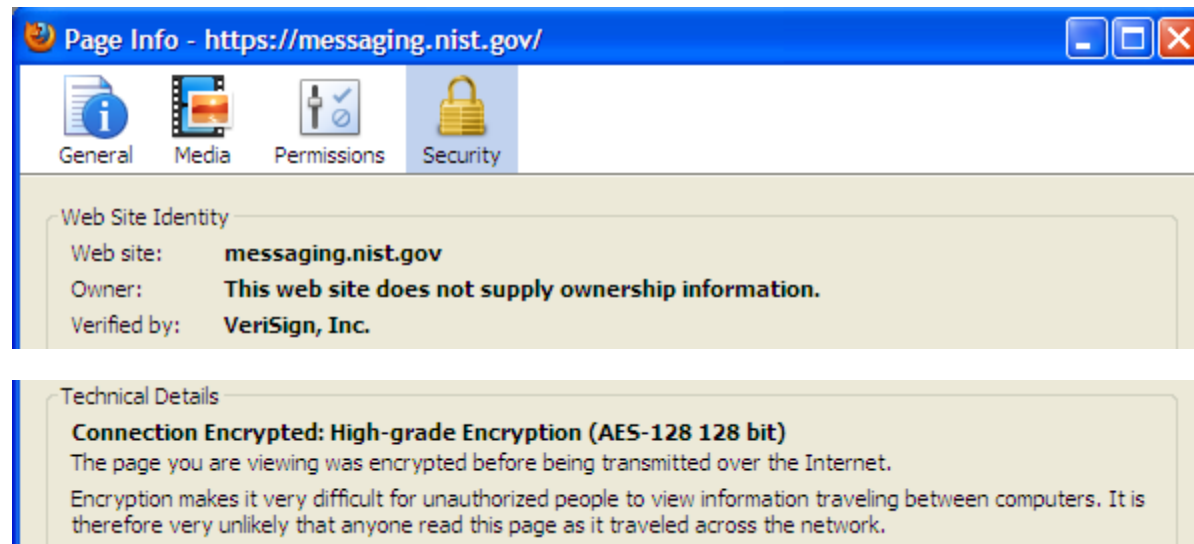 Page Info - https://messaging.nist.gov/
General Media Permissions Security
Web Site Identity
Web site: messaging.nist.gov
Owner: This web site does not supply ownership information.
Verified by: VeriSign, Inc.
Technical Details
Connection Encrypted: High-grade Encryption (AES-128 128 bit)
The page you are viewing was encrypted before being transmitted over the Internet.
Encryption makes it very difficult for unauthorized people to view information traveling between computers. It is
therefore very unlikely that anyone read this page as it traveled across the network.